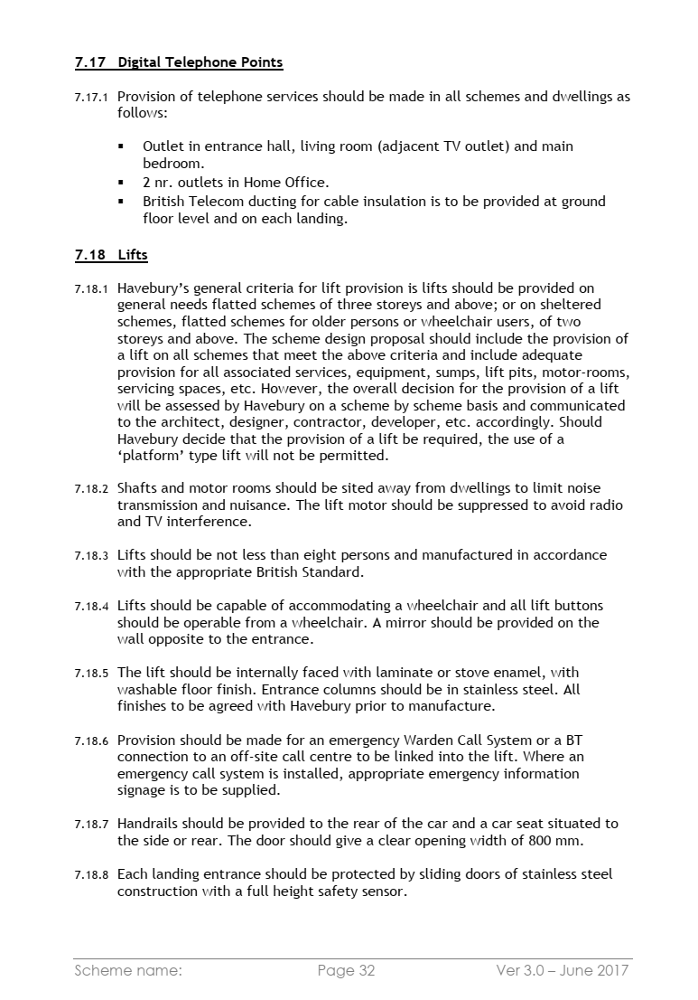 7.17 Digital Telephone Points
7.17.1 Provision of telephone services should be made in all schemes and dwellings as
follows:
▪ Outlet in entrance hall, living room (adjacent TV outlet) and main
bedroom.
▪ 2 nr. outlets in Home Office.
▪ British Telecom ducting for cable insulation is to be provided at ground
floor level and on each landing.
7.18 Lifts
7.18.1 Havebury’s general criteria for lift provision is lifts should be provided on
general needs flatted schemes of three storeys and above; or on sheltered
schemes, flatted schemes for older persons or wheelchair users, of two
storeys and above. The scheme design proposal should include the provision of
a lift on all schemes that meet the above criteria and include adequate
provision for all associated services, equipment, sumps, lift pits, motor-rooms,
servicing spaces, etc. However, the overall decision for the provision of a lift
will be assessed by Havebury on a scheme by scheme basis and communicated
to the architect, designer, contractor, developer, etc. accordingly. Should
Havebury decide that the provision of a lift be required, the use of a
‘platform’ type lift will not be permitted.
7.18.2 Shafts and motor rooms should be sited away from dwellings to limit noise
transmission and nuisance. The lift motor should be suppressed to avoid radio
and TV interference.
7.18.3 Lifts should be not less than eight persons and manufactured in accordance
with the appropriate British Standard.
7.18.4 Lifts should be capable of accommodating a wheelchair and all lift buttons
should be operable from a wheelchair. A mirror should be provided on the
wall opposite to the entrance.
7.18.5 The lift should be internally faced with laminate or stove enamel, with
washable floor finish. Entrance columns should be in stainless steel. All
finishes to be agreed with Havebury prior to manufacture.
7.18.6 Provision should be made for an emergency Warden Call System or a BT
connection to an off-site call centre to be linked into the lift. Where an
emergency call system is installed, appropriate emergency information
signage is to be supplied.
7.18.7 Handrails should be provided to the rear of the car and a car seat situated to
the side or rear. The door should give a clear opening width of 800 mm.
7.18.8 Each landing entrance should be protected by sliding doors of stainless steel
construction with a full height safety sensor.
Scheme name: Page 32 Ver 3.0 – June 2017